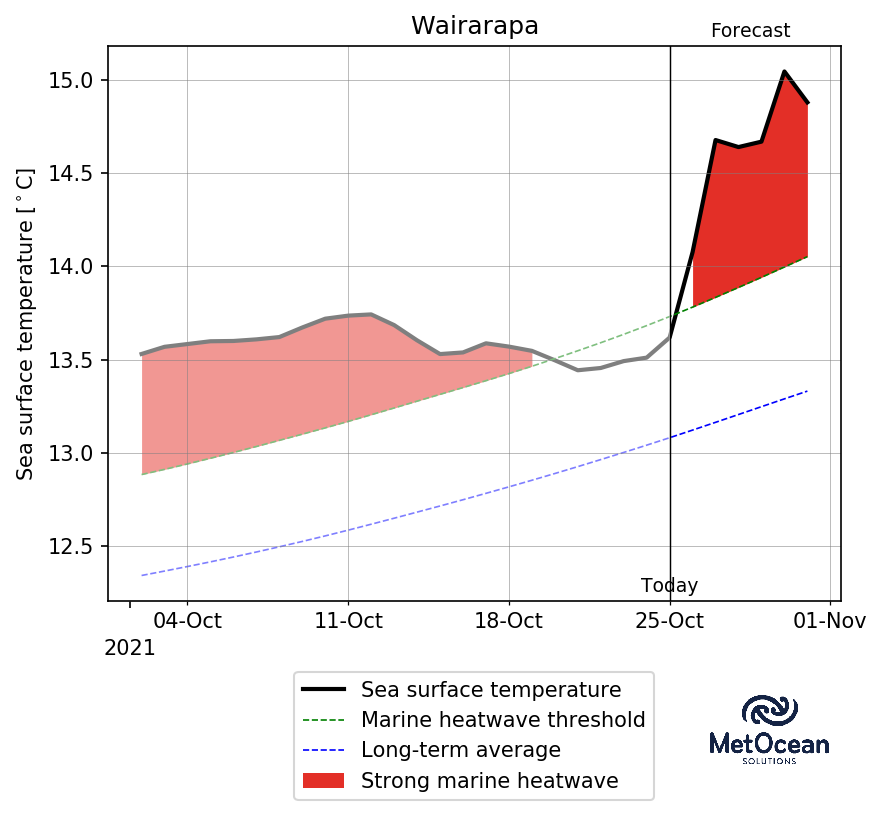 Wairarapa
Forecast
Sea surface temperature [°C]
15.0
14.5
14.0
13.5
13.0
12.5
Today
04-Oct 11-Oct 18-Oct 25-Oct 01-Nov
2021
Sea surface temperature
Marine heatwave threshold
Long-term average
Strong marine heatwave
MetOcean
SOLUTIONS